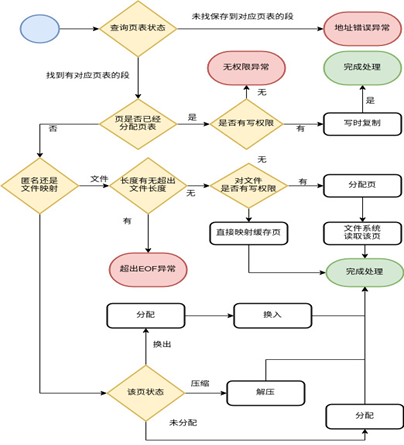 查询页表状态
未找保存到对应页表的段
地址错误异常
找到有对应页表的段
无权限异常
完成处理
无
是
页是否已经
分配页表
是
是否有写权限
有
写时复制
否
无
匿名还是
文件映射
文件
长度有无超出
文件长度
无
对文件
是否有写权限
有
分配页
有
直接映射缓存页
文件系统
读取该页
超出EOF异常
完成处理
分配
换入
换出
该页状态
压缩
解压
未分配
分配